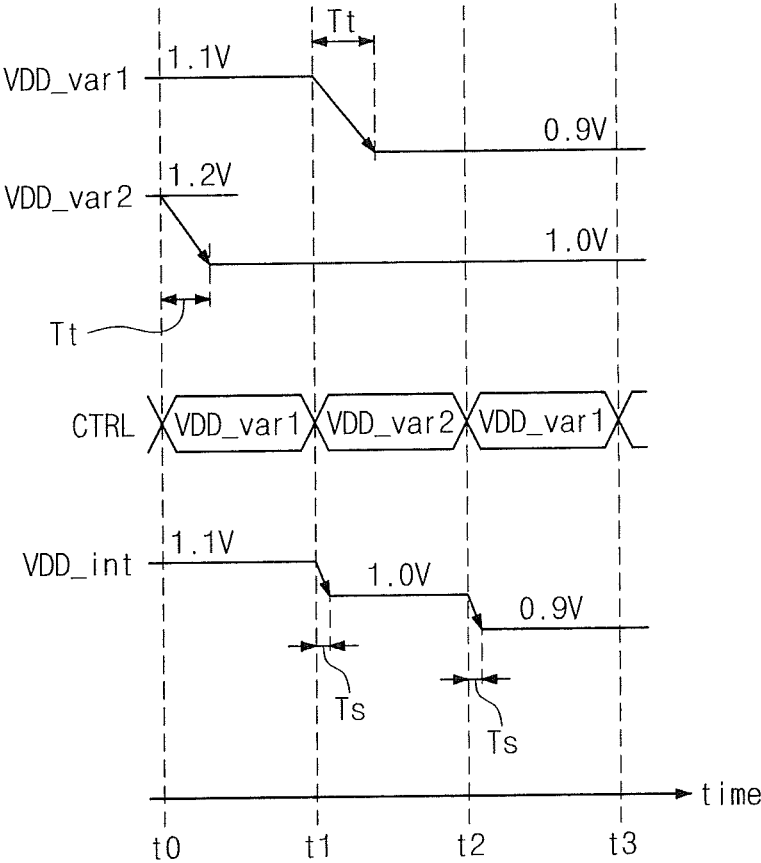 Tt
VDD_var1
1.1V
0.9V
VDD_var2
1.2V
1.0V
Tt
CTRL
VDD_var1
VDD_var2
VDD_var1
VDD_int
1.1V
1.0V
0.9V
Ts
Ts
time
t0
t1
t2
t3